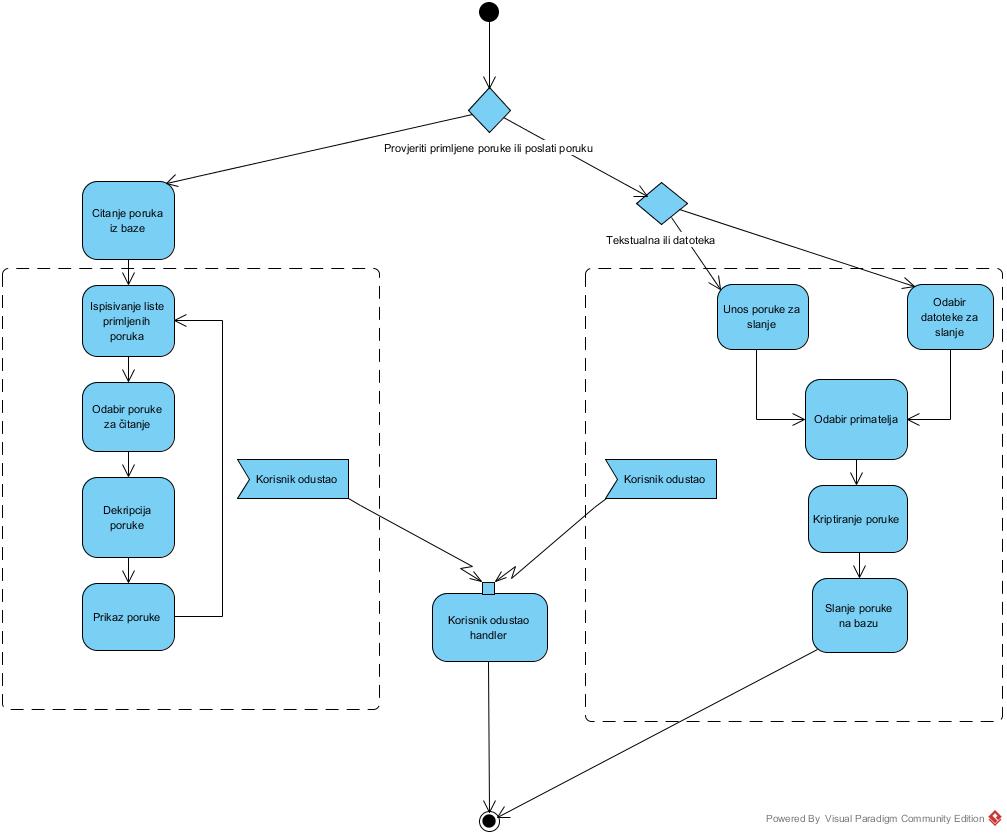 Provjeriti primljene poruke ili poslati poruku
Citanje poruka
iz baze
Tekstualna ili datoteka
Ispisivanje liste
primljenih
poruka
Unos poruke za
slanje
Odabir
datoteke za
slanje
Odabir poruke
za čitanje
Odabir primatelja
Korisnik odustao
Korisnik odustao
Dekripcija
poruke
Kriptiranje poruke
Prikaz poruke
Korisnik odustao
handler
Slanje poruke
na bazu
Powered By Visual Paradigm Community Edition